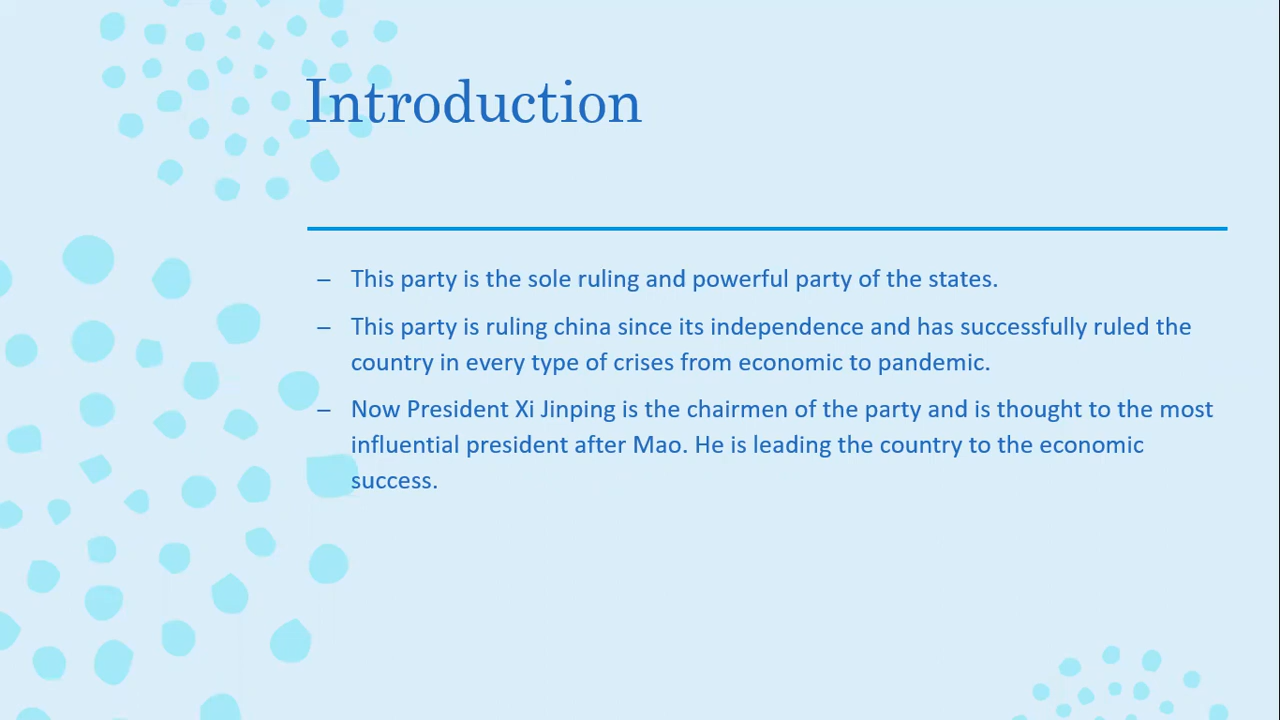 Introduction
– This party is the sole ruling and powerful party of the states.
– This party is ruling china since its independence and has successfully ruled the
country in every type of crises from economic to pandemic.
– Now President Xi Jinping is the chairmen of the party and is thought to the most
influential president after Mao. He is leading the country to the economic
success.